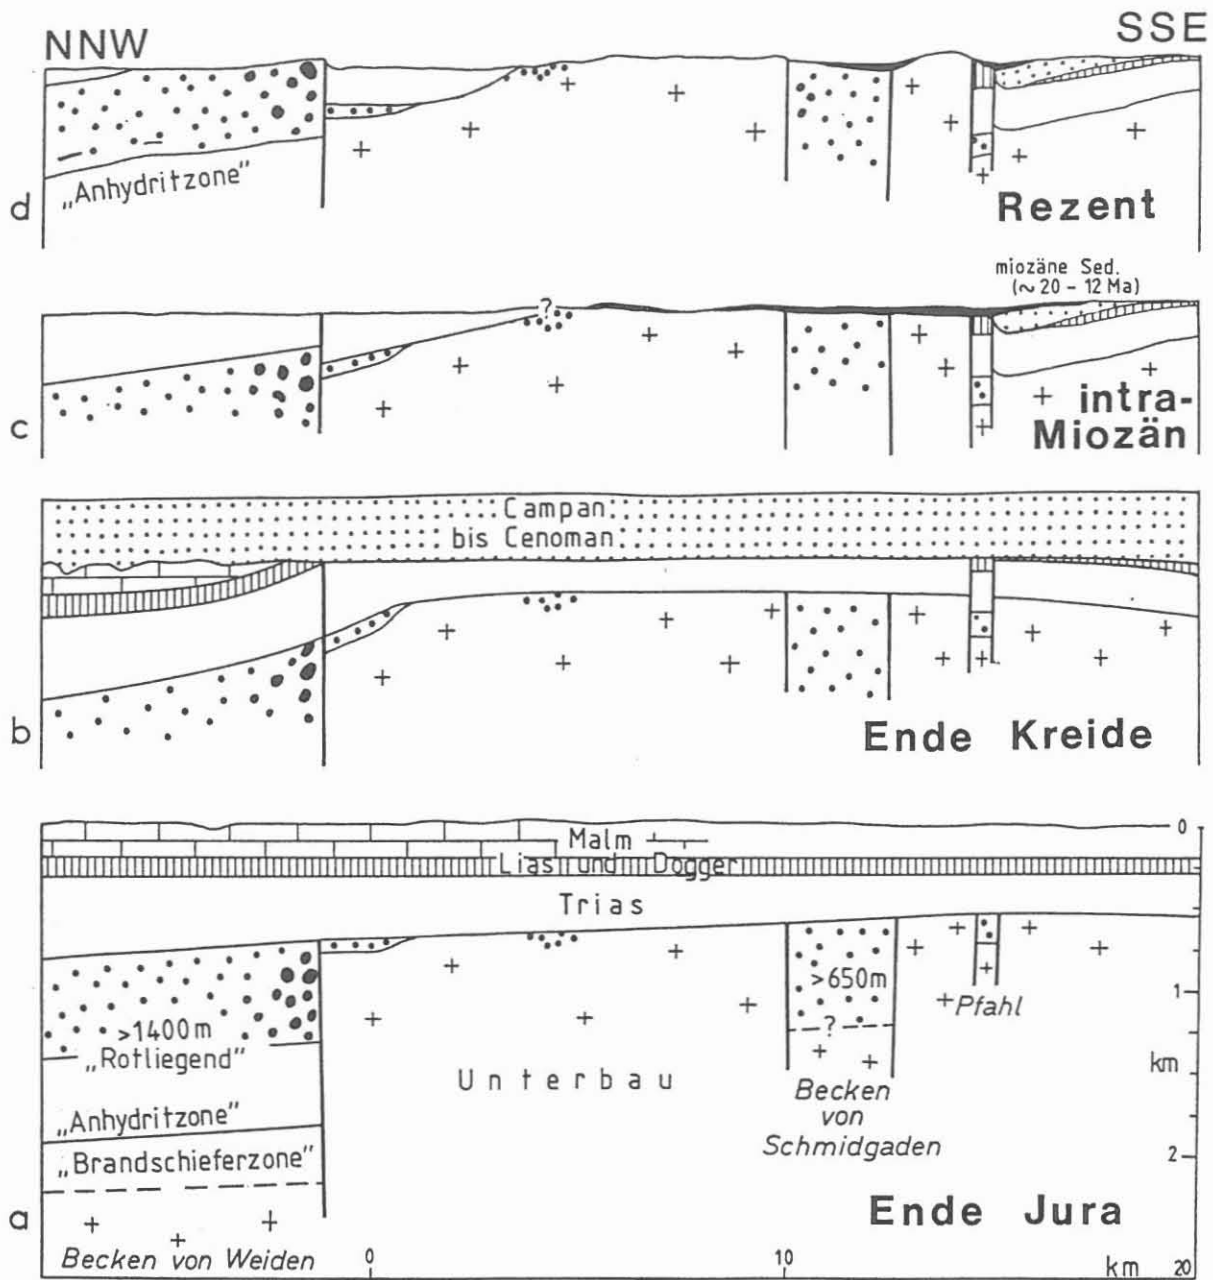 NNW
SSE
„Anhydritzone"
d
Rezent
miozäne Sed.
(~ 20 - 12 Ma)
?
intra-
Miozän
c
Campan
bis Cenoman
b
Ende Kreide
0
Malm
Lias und Dogger
Trias
>650m
1
>1400m
Pfahl
?
„Rotliegend"
km
Unterbau
Becken
von
Schmidgaden
„Anhydritzone"
„Brandschieferzone"
2
a
Ende Jura
Becken von Weiden
0
10
km 20